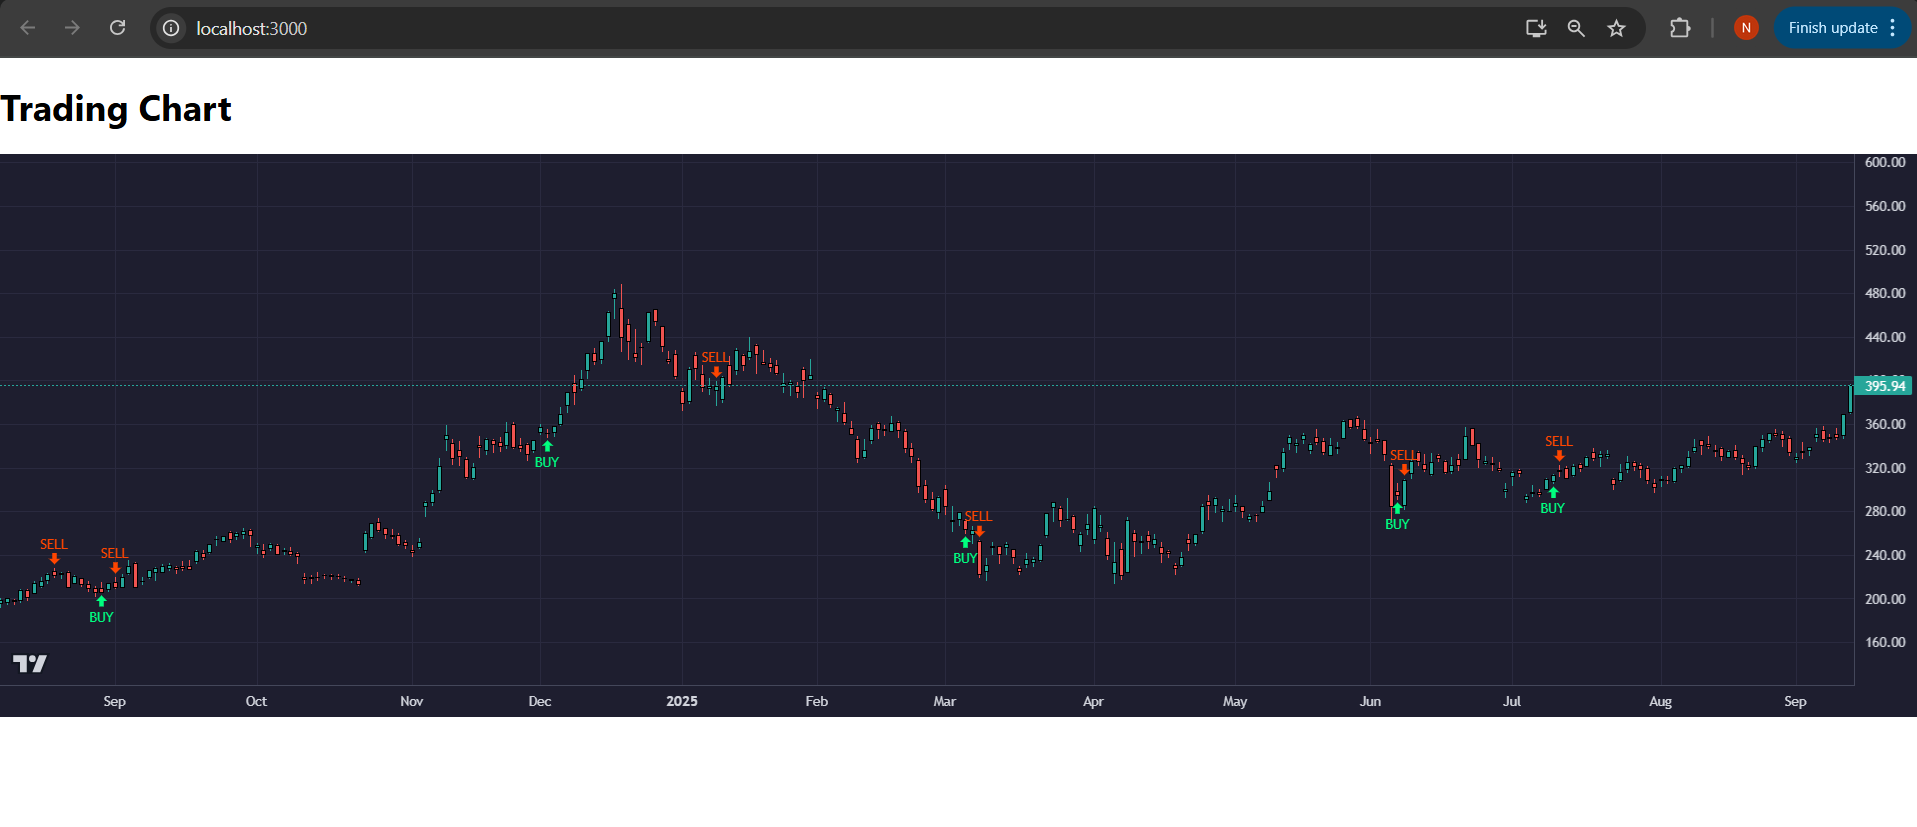 localhost:3000
N
Finish update
Trading Chart
600.00
560.00
520.00
480.00
440.00
395.94
360.00
320.00
280.00
240.00
200.00
160.00
SELL
SELL
BUY
BUY
SELL
SELL
BUY
SELL
BUY
SELL
BUY
TV
Sep Oct Nov Dec 2025 Feb Mar Apr May Jun Jul Aug Sep